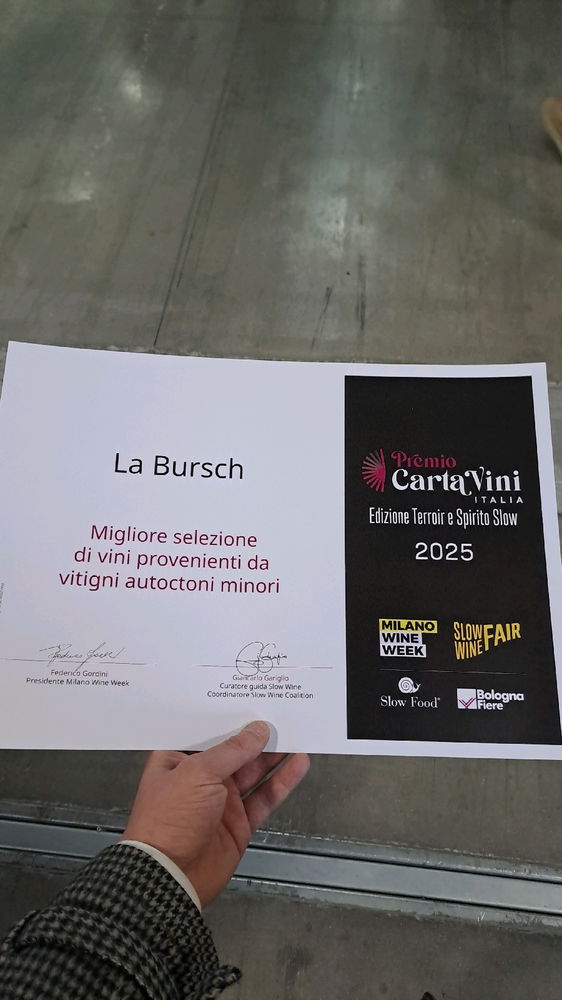 La Bursch
Migliore selezione
di vini provenienti da
vitigni autoctoni minori
Federico Gordini
Presidente Milano Wine Week
Giancarlo Gariglio
Curatore guida Slow Wine
Coordinatore Slow Wine Coalition
Premio
CartaVini
ITALIA
Edizione Terroir e Spirito Slow
2025
MILANO
WINE
WEEK
SLOW
WINE FAIR
Slow Food®
Bologna
Fiere